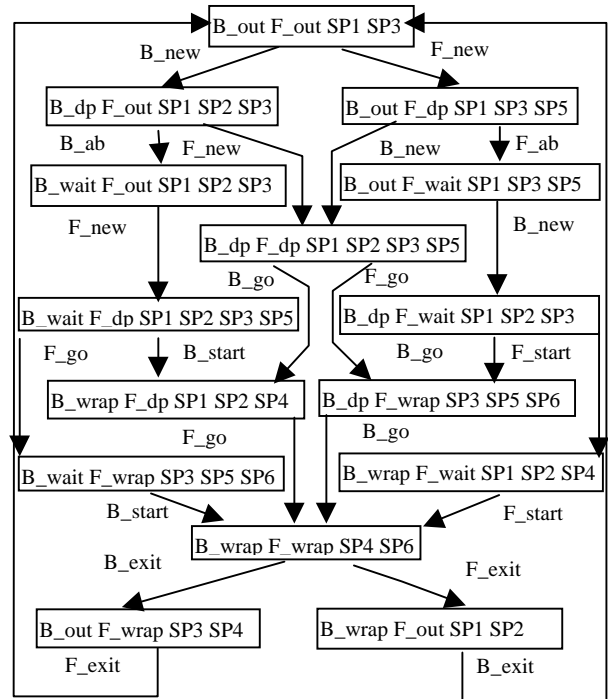 B_out F_out SP1 SP3
B_new
F_new
B_dp F_out SP1 SP2 SP3
B_out F_dp SP1 SP3 SP5
B_ab
F_new
B_new
F_ab
B_wait F_out SP1 SP2 SP3
B_out F_wait SP1 SP3 SP5
F_new
B_new
B_dp F_dp SP1 SP2 SP3 SP5
B_go
F_go
B_wait F_dp SP1 SP2 SP3 SP5
B_dp F_wait SP1 SP2 SP3
F_go
B_start
B_go
F_start
B_wrap F_dp SP1 SP2 SP4
B_dp F_wrap SP3 SP5 SP6
F_go
B_go
B_wait F_wrap SP3 SP5 SP6
B_wrap F_wait SP1 SP2 SP4
B_start
F_start
B_wrap F_wrap SP4 SP6
B_exit
F_exit
B_out F_wrap SP3 SP4
B_wrap F_out SP1 SP2
F_exit
B_exit